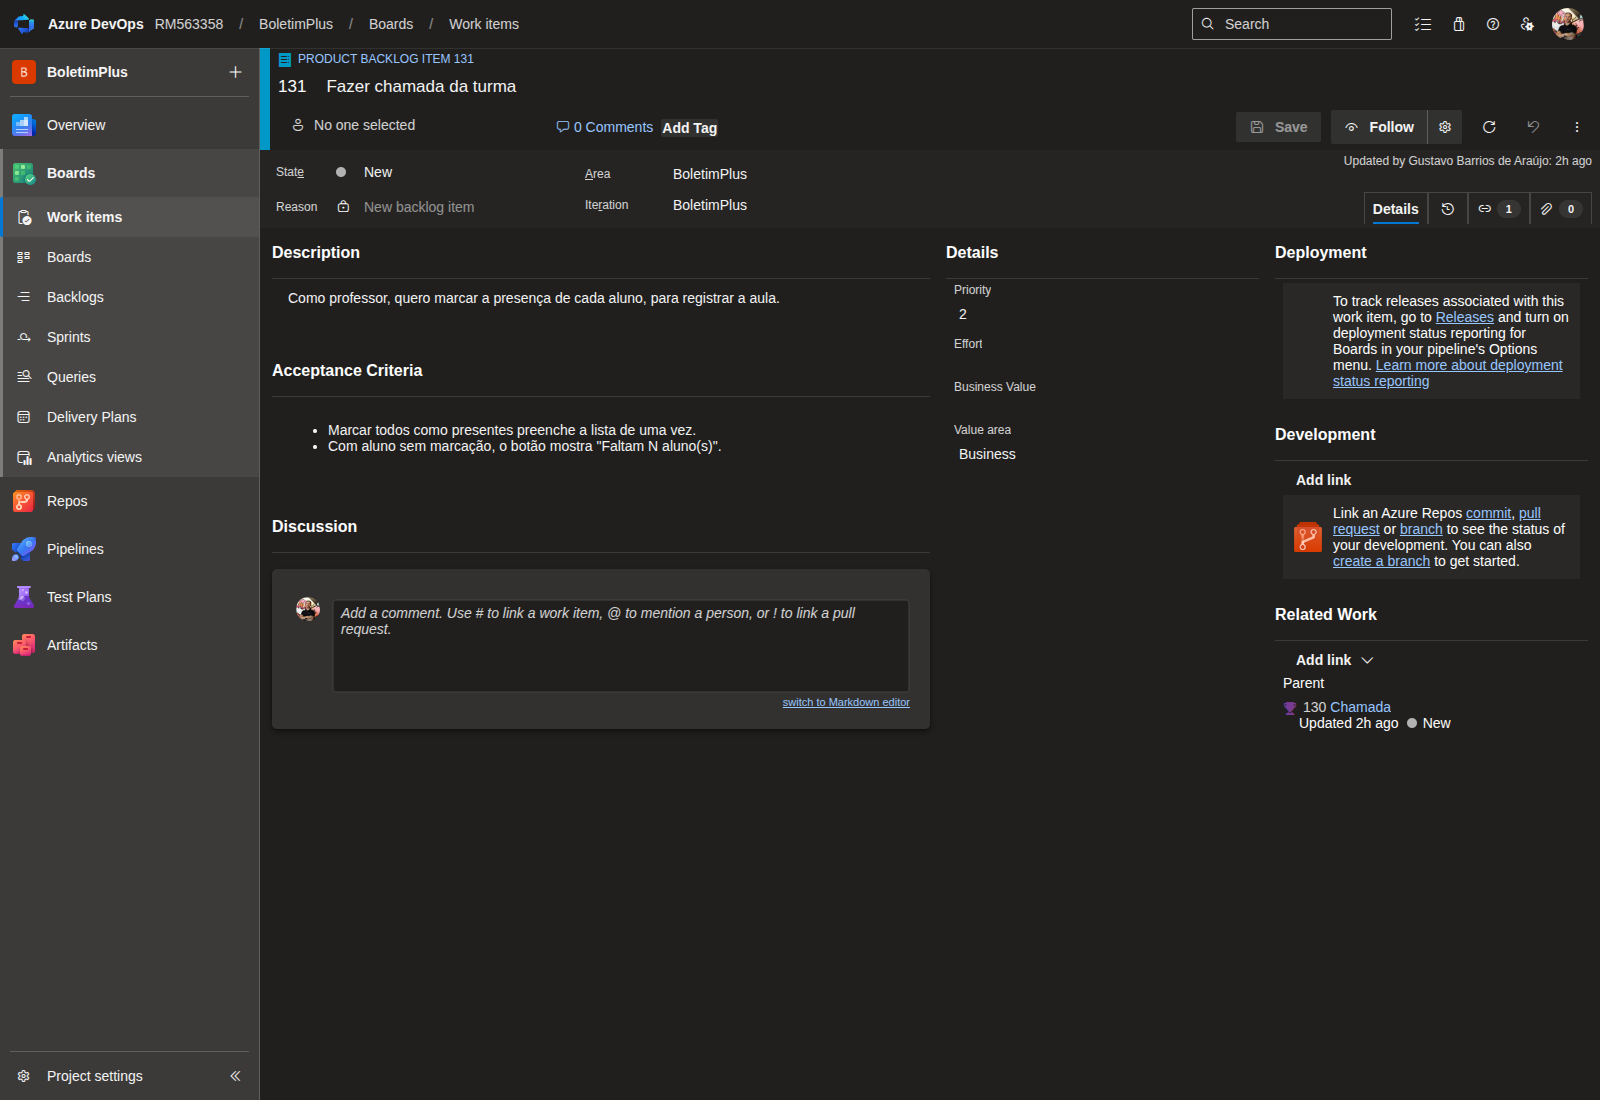 Azure DevOps RM563358 / BoletimPlus / Boards / Work items
Search
B BoletimPlus
Overview
Boards
Work items
Boards
Backlogs
Sprints
Queries
Delivery Plans
Analytics views
Repos
Pipelines
Test Plans
Artifacts
Project settings
PRODUCT BACKLOG ITEM 131
131 Fazer chamada da turma
No one selected
0 Comments Add Tag
Save
Follow
Updated by Gustavo Barrios de Araújo: 2h ago
State New
Reason New backlog item
Area BoletimPlus
Iteration BoletimPlus
Details
1
0
Description
Como professor, quero marcar a presença de cada aluno, para registrar a aula.
Acceptance Criteria
Marcar todos como presentes preenche a lista de uma vez.
Com aluno sem marcação, o botão mostra "Faltam N aluno(s)".
Discussion
Add a comment. Use # to link a work item, @ to mention a person, or ! to link a pull
request.
switch to Markdown editor
Details
Priority
2
Effort
Business Value
Value area
Business
Deployment
To track releases associated with this
work item, go to Releases and turn on
deployment status reporting for
Boards in your pipeline's Options
menu. Learn more about deployment
status reporting
Development
Add link
Link an Azure Repos commit, pull
request or branch to see the status of
your development. You can also
create a branch to get started.
Related Work
Add link
Parent
130 Chamada
Updated 2h ago New